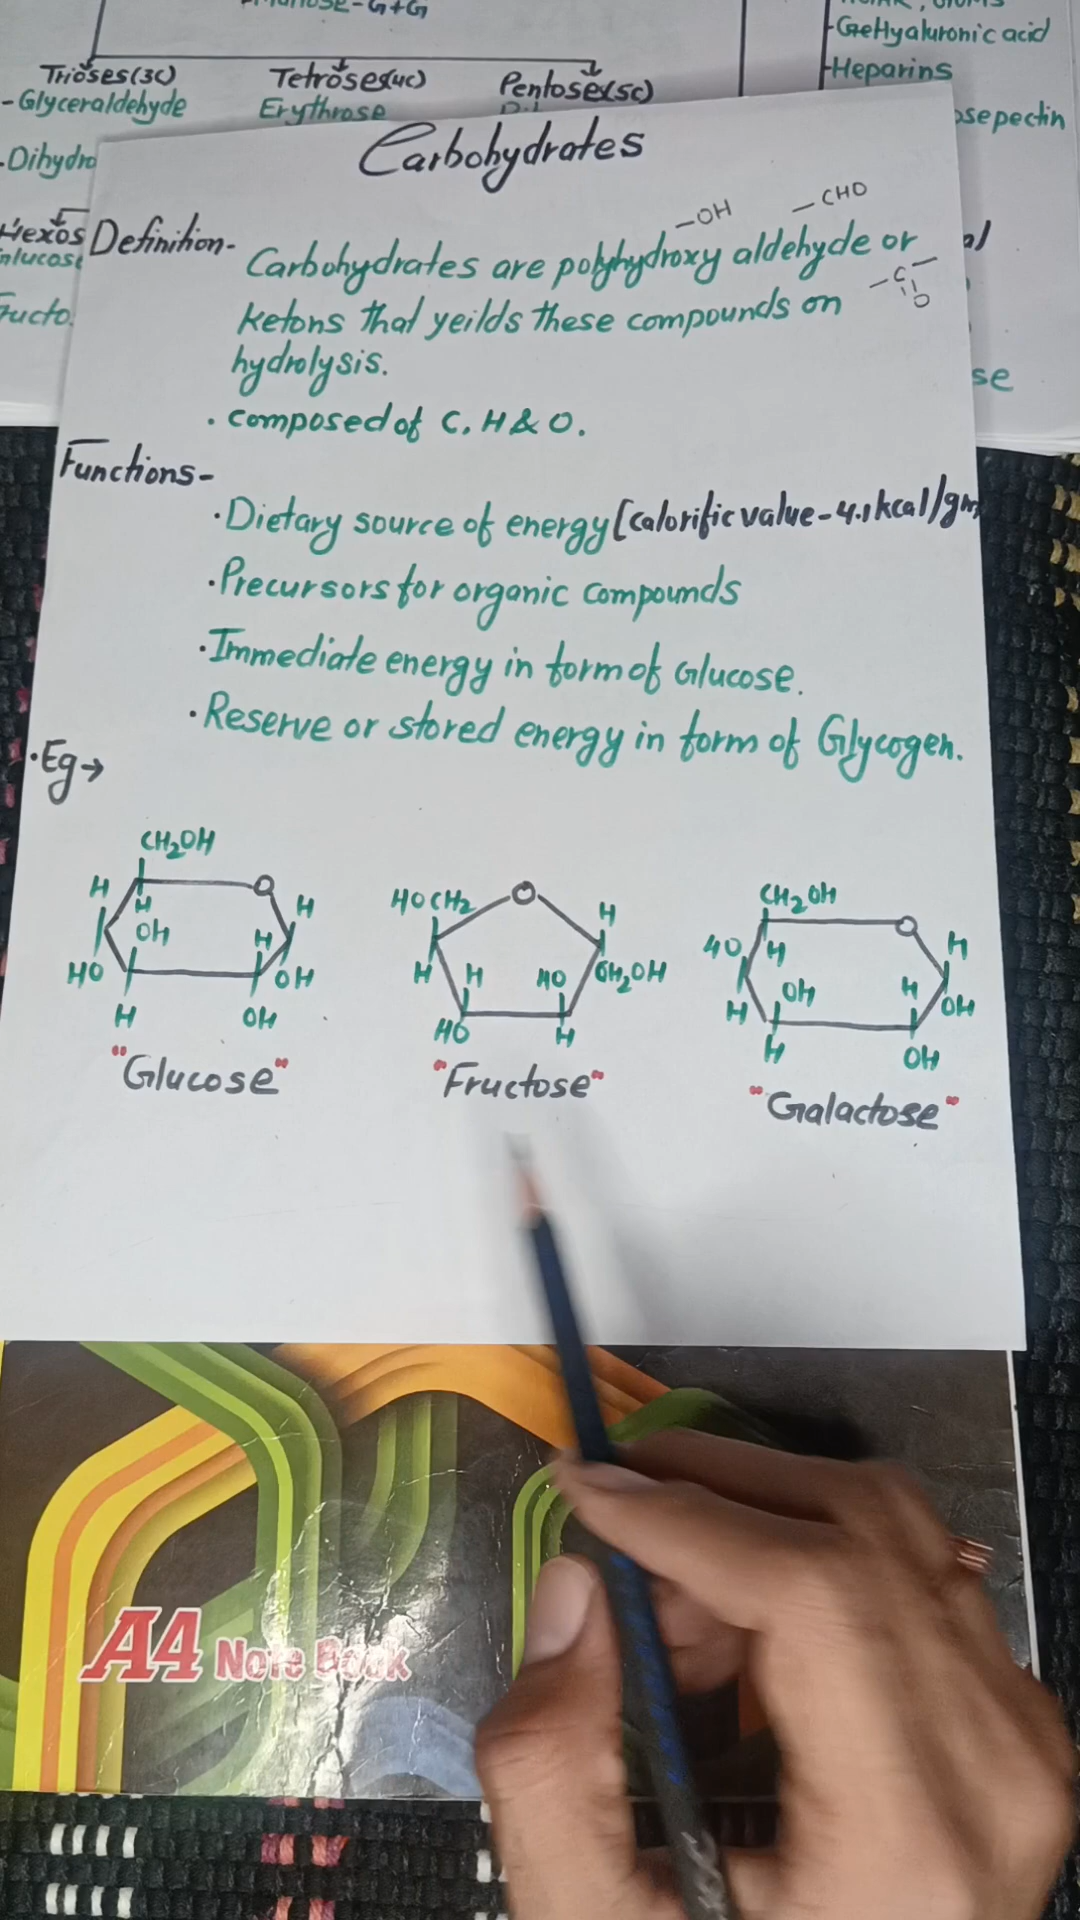 -G+G
Trioses(3C)
Tetroses(4C)
Pentose(5C)
-Glyceraldehyde
Erythrose
GeHyaluronic acid
Heparins
pectin
Carbohydrates
-OH
-CHO
Definition-
Carbohydrates are polyhydroxy aldehyde or
-C-
O
ketons that yeilds these compounds on
hydrolysis.
. composed of C, H & O.
Functions-
.Dietary source of energy [calorific value-4.1kcal/gm
.Precursors for organic compounds
.Immediate energy in form of Glucose.
.Reserve or stored energy in form of Glycogen.
.Eg→
CH2OH
O
H
H
H
OH
H
HO
OH
H
OH
"Glucose"
HOCH2
O
H
H
H
HO
CH2OH
HO
H
"Fructose"
CH2OH
O
HO
H
H
H
OH
H
OH
H
OH
"Galactose"
A4 Note Book